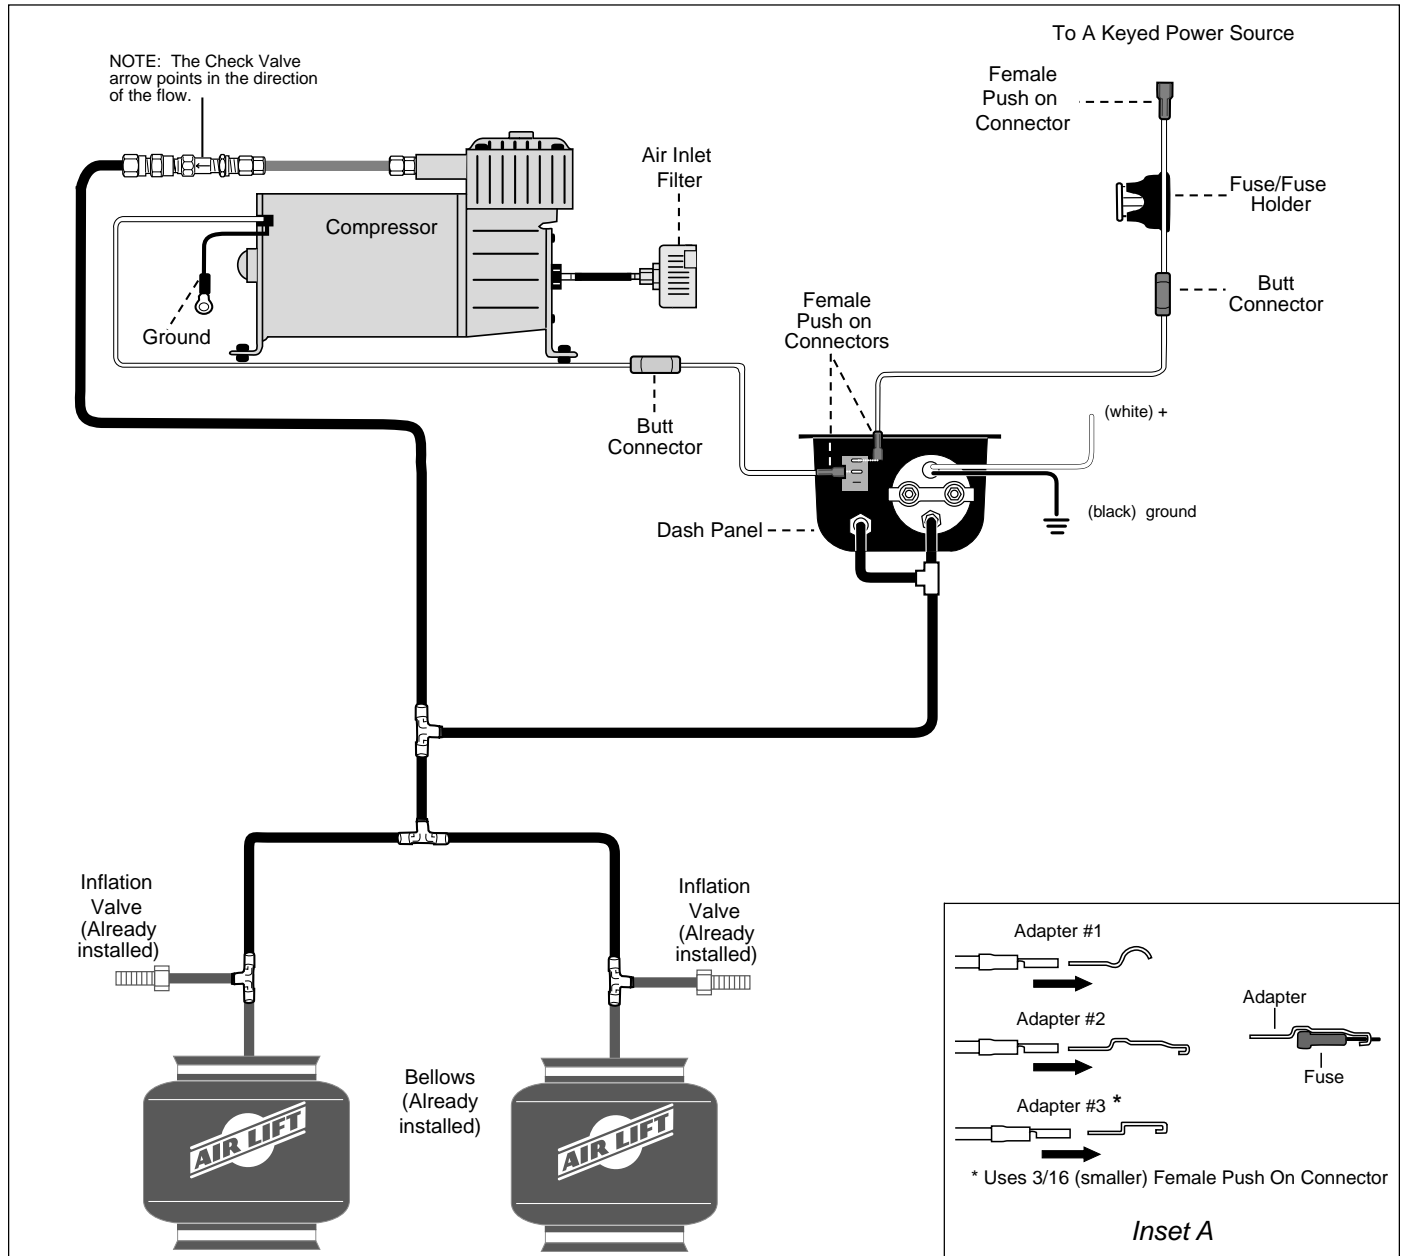 To A Keyed Power Source
NOTE: The Check Valve
arrow points in the direction
of the flow.
Female
Push on
Connector
Air Inlet
Filter
Fuse/Fuse
Holder
Compressor
Butt
Connector
Female
Push on
Connectors
Ground
(white) +
Butt
Connector
(black) ground
Dash Panel
Inflation
Valve
(Already
installed)
Inflation
Valve
(Already
installed)
Bellows
(Already
installed)
AIR LIFT
AIR LIFT
Adapter #1
Adapter #2
Adapter #3 *
Adapter
Fuse
* Uses 3/16 (smaller) Female Push On Connector
Inset A